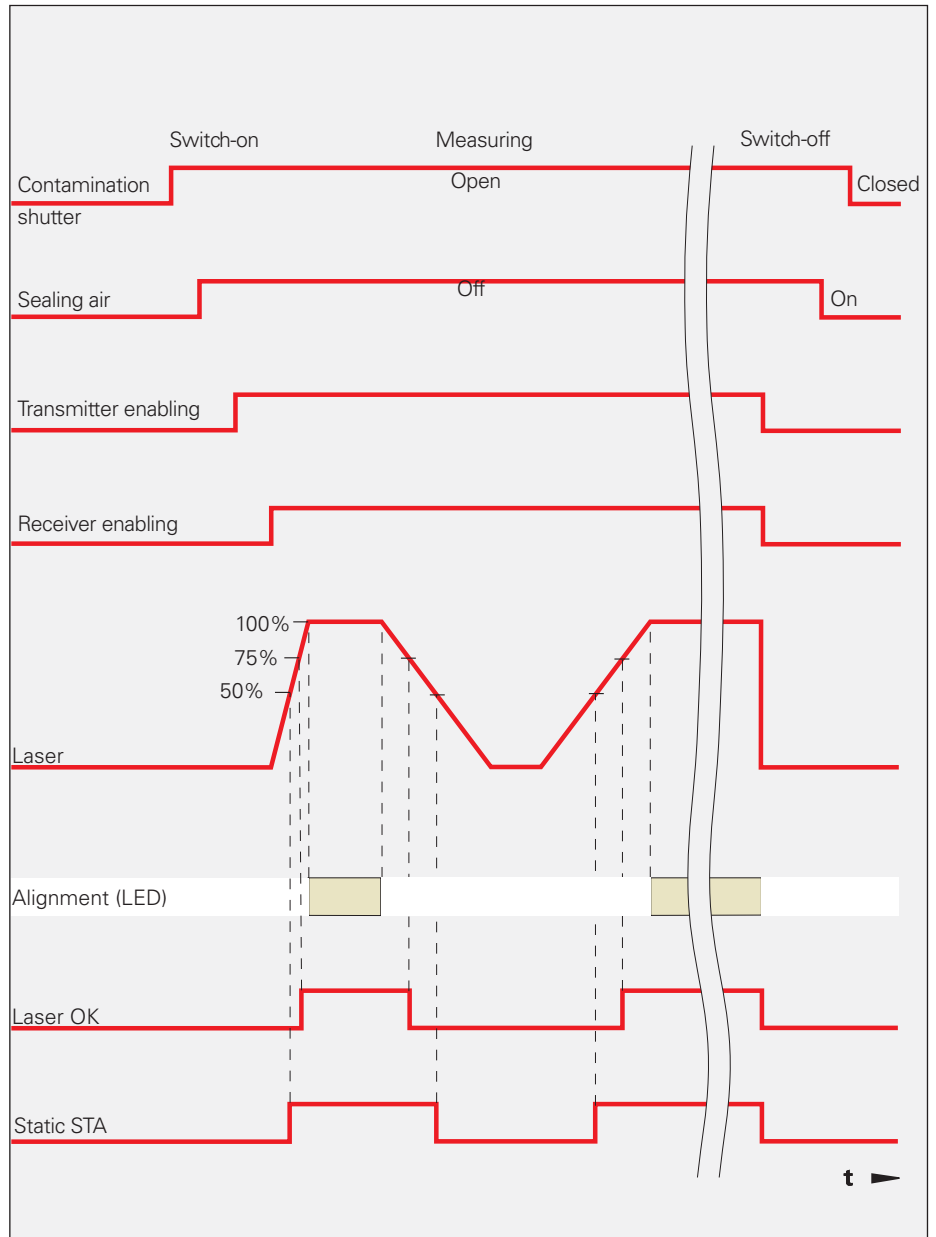 Switch-on Measuring Switch-off
Contamination Open Closed
shutter
Sealing air Off On
Transmitter enabling
Receiver enabling
100%
75%
50%
Laser
Alignment (LED)
Laser OK
Static STA
t